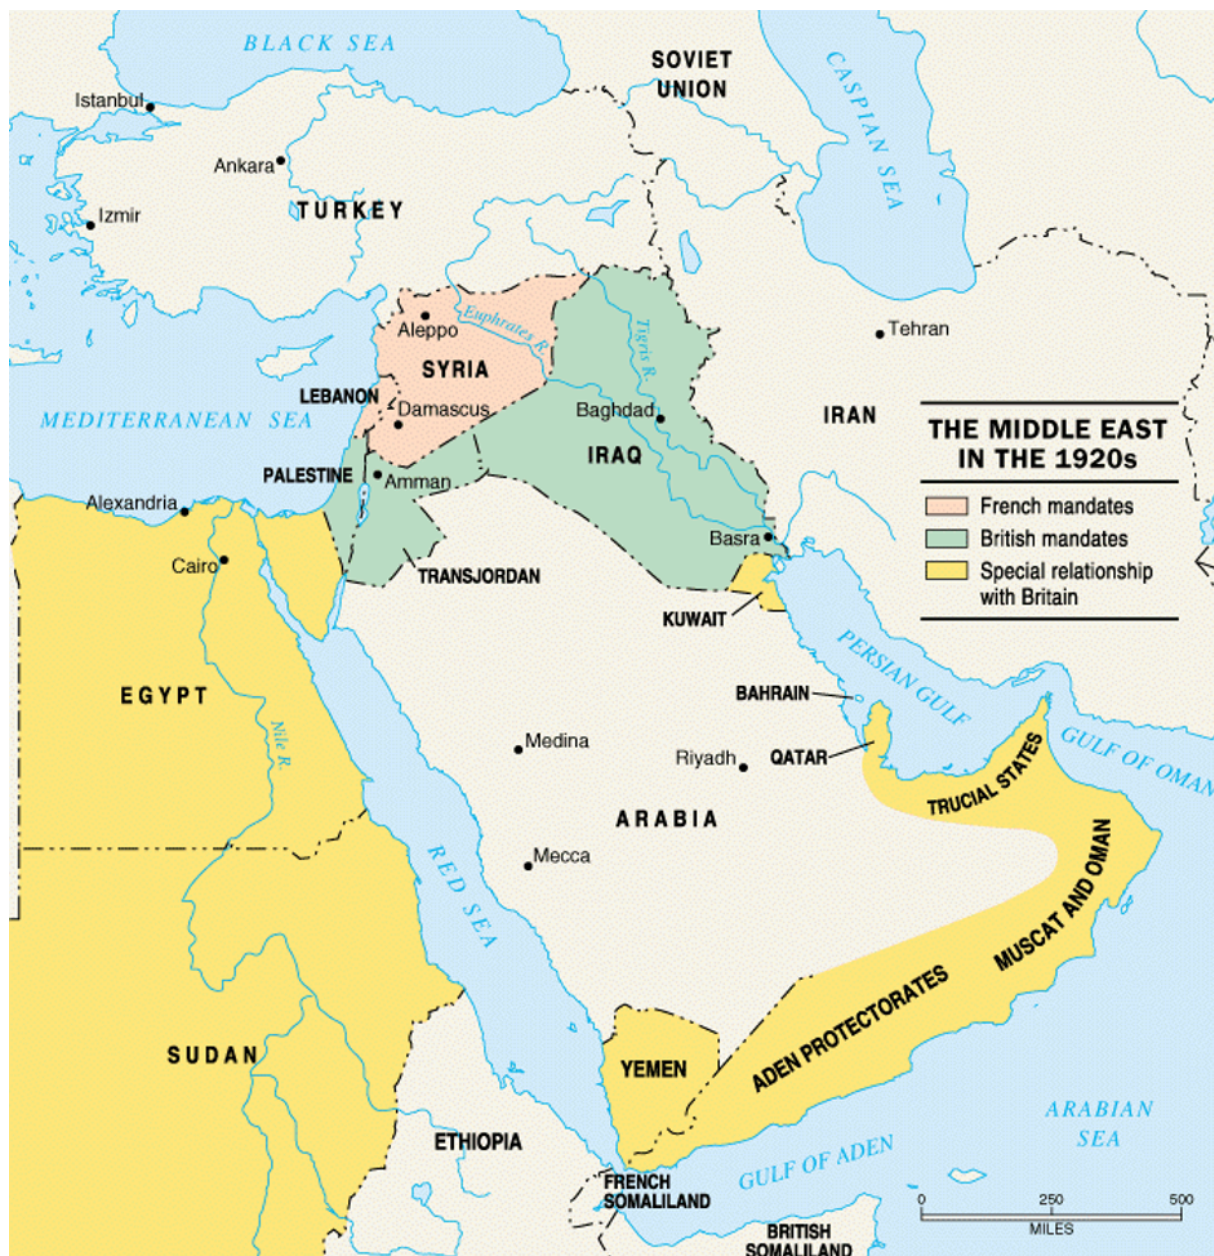 BLACK SEA
SOVIET
UNION
CASPIAN SEA
Istanbul
Ankara
TURKEY
Izmir
Aleppo
Euphrates R.
Tigris R.
Tehran
SYRIA
LEBANON
Damascus
Baghdad
IRAN
MEDITERRANEAN SEA
IRAQ
PALESTINE
Amman
Alexandria
Basra
Cairo
TRANSJORDAN
KUWAIT
THE MIDDLE EAST
IN THE 1920s
French mandates
British mandates
Special relationship
with Britain
PERSIAN GULF
EGYPT
BAHRAIN
Nile R.
Medina
Riyadh
QATAR
GULF OF OMAN
TRUCIAL STATES
ARABIA
RED SEA
Mecca
MUSCAT AND OMAN
ADEN PROTECTORATES
SUDAN
YEMEN
ETHIOPIA
ARABIAN
SEA
GULF OF ADEN
FRENCH
SOMALILAND
BRITISH
SOMALILAND
0 250 500
MILES